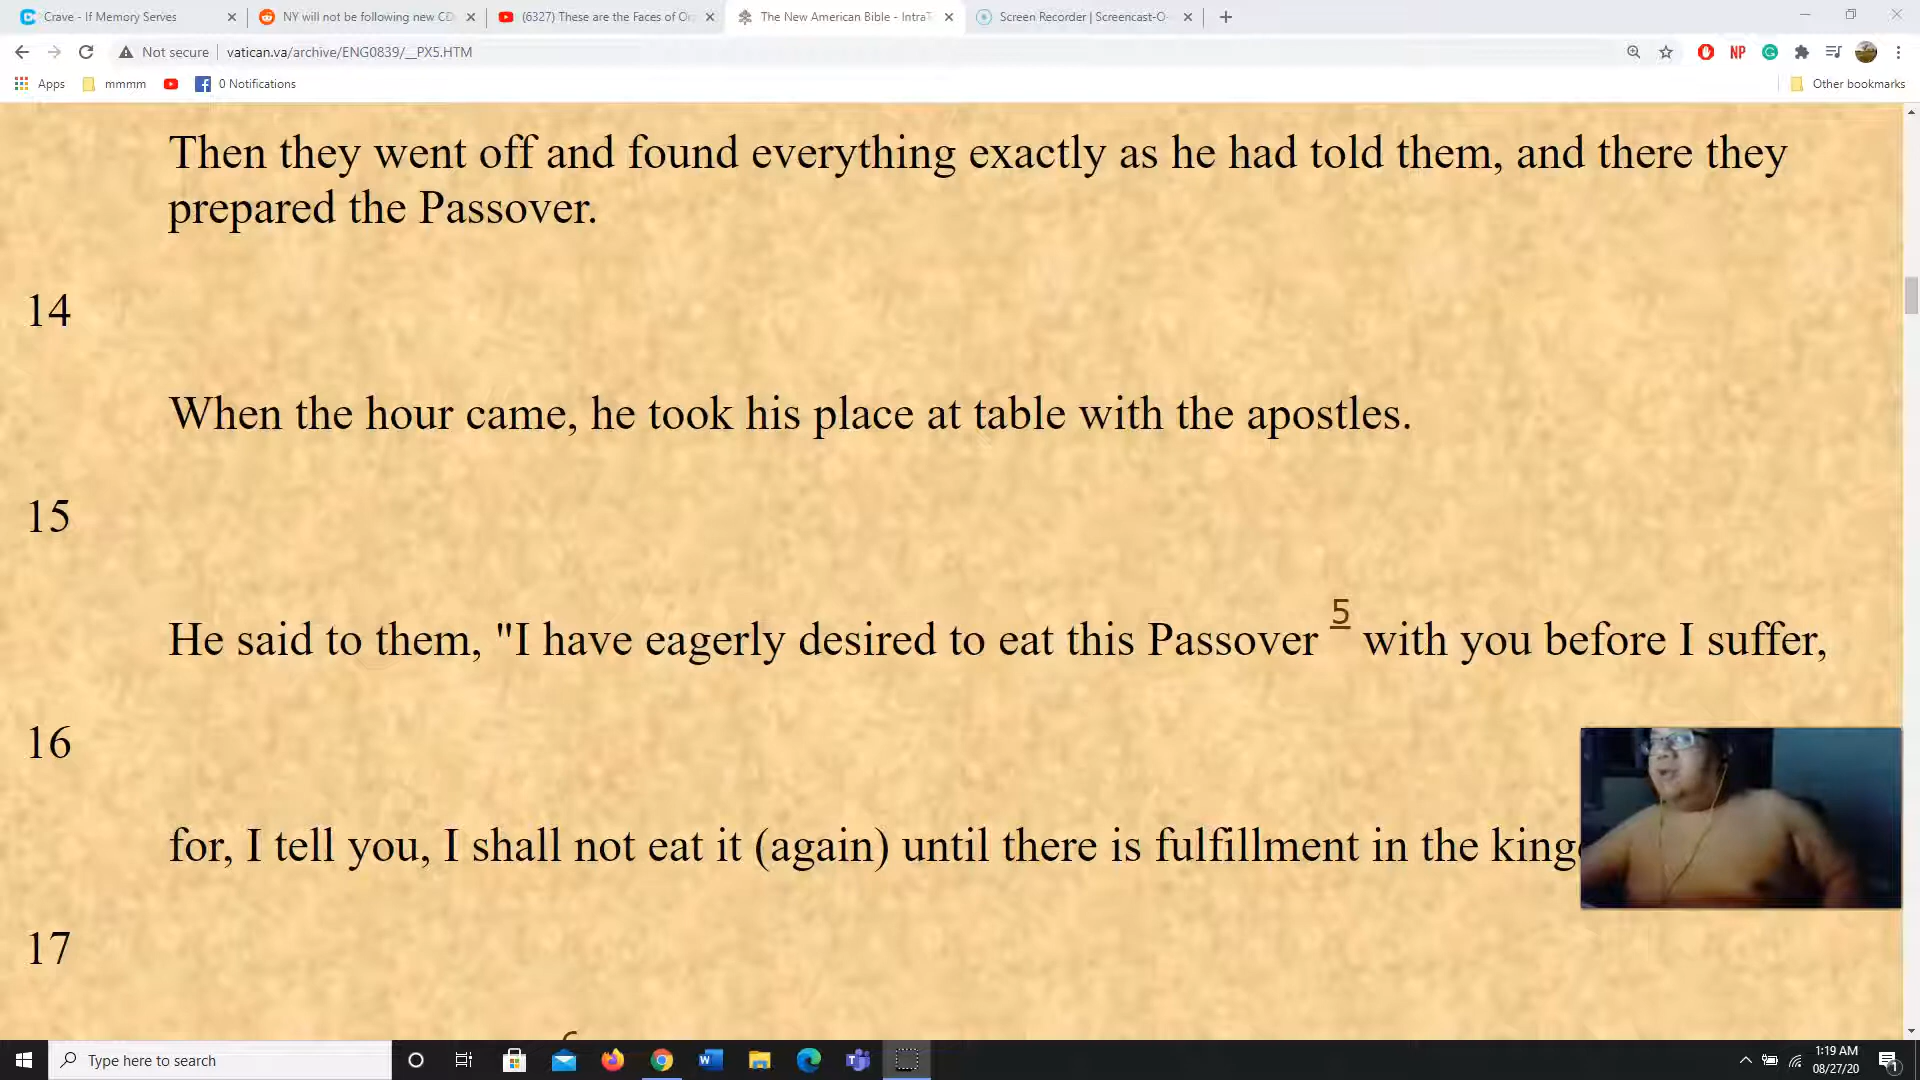 Crave - If Memory Serves
NY will not be following new CD
(6327) These are the Faces of O
The New American Bible - IntraT
Screen Recorder | Screencast-O-
Not secure
vatican.va/archive/ENG0839/__PX5.HTM
NP
Apps
mmmm
0 Notifications
Other bookmarks
Then they went off and found everything exactly as he had told them, and there they
prepared the Passover.
14
When the hour came, he took his place at table with the apostles.
15
He said to them, "I have eagerly desired to eat this Passover 5 with you before I suffer,
16
for, I tell you, I shall not eat it (again) until there is fulfillment in the king
17
Type here to search
1:19 AM
08/27/20